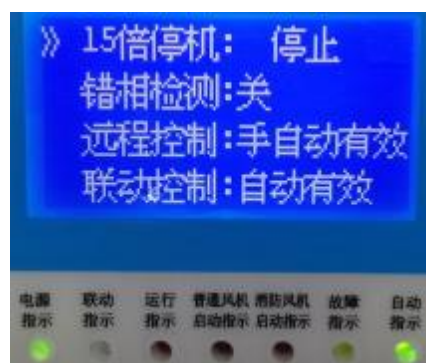 》 15倍停机： 停止
错相检测：关
远程控制：手自动有效
联动控制：自动有效
电源 联动 运行 普通风机 消防风机 故障 自动
指示 指示 指示 启动指示 启动指示 指示 指示